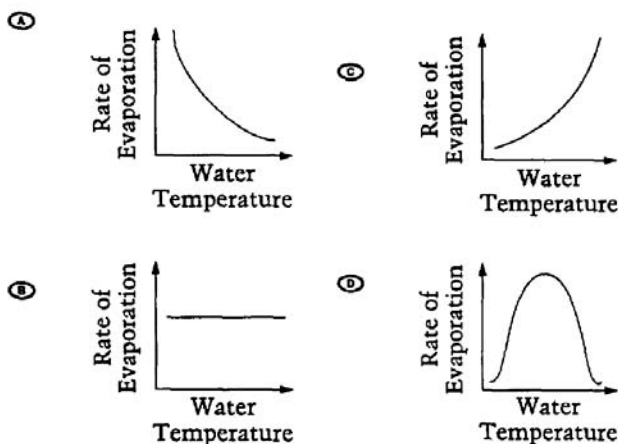 A
Rate of
Evaporation
Water
Temperature
B
Rate of
Evaporation
Water
Temperature
C
Rate of
Evaporation
Water
Temperature
D
Rate of
Evaporation
Water
Temperature